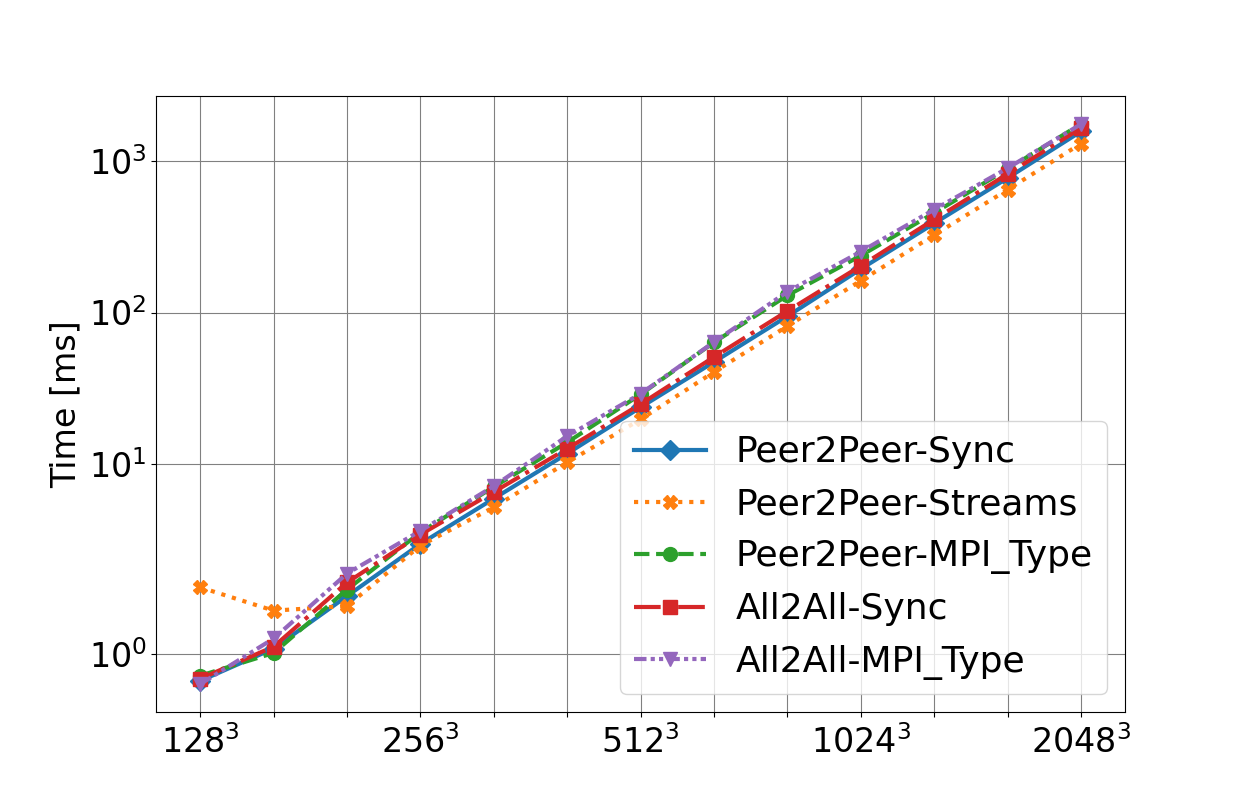 Time [ms]
10³
10²
10¹
10⁰
Peer2Peer-Sync
Peer2Peer-Streams
Peer2Peer-MPI_Type
All2All-Sync
All2All-MPI_Type
128³ 256³ 512³ 1024³ 2048³